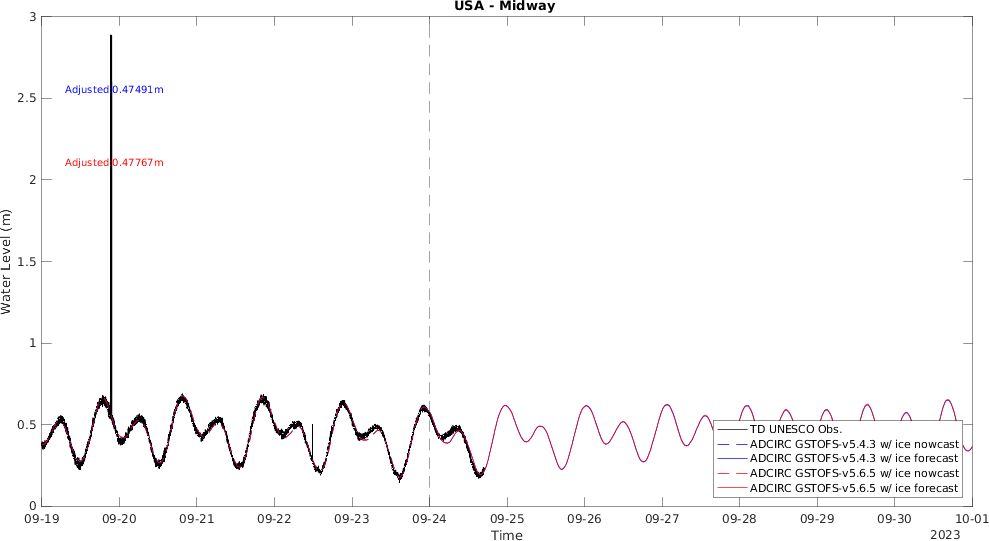 USA - Midway
3
2.5
2
1.5
1
0.5
0
Water Level (m)
Adjusted 0.47491m
Adjusted 0.47767m
TD UNESCO Obs.
ADCIRC GSTOFS-v5.4.3 w/ ice nowcast
ADCIRC GSTOFS-v5.4.3 w/ ice forecast
ADCIRC GSTOFS-v5.6.5 w/ ice nowcast
ADCIRC GSTOFS-v5.6.5 w/ ice forecast
09-19 09-20 09-21 09-22 09-23 09-24 09-25 09-26 09-27 09-28 09-29 09-30 10-01
Time
2023